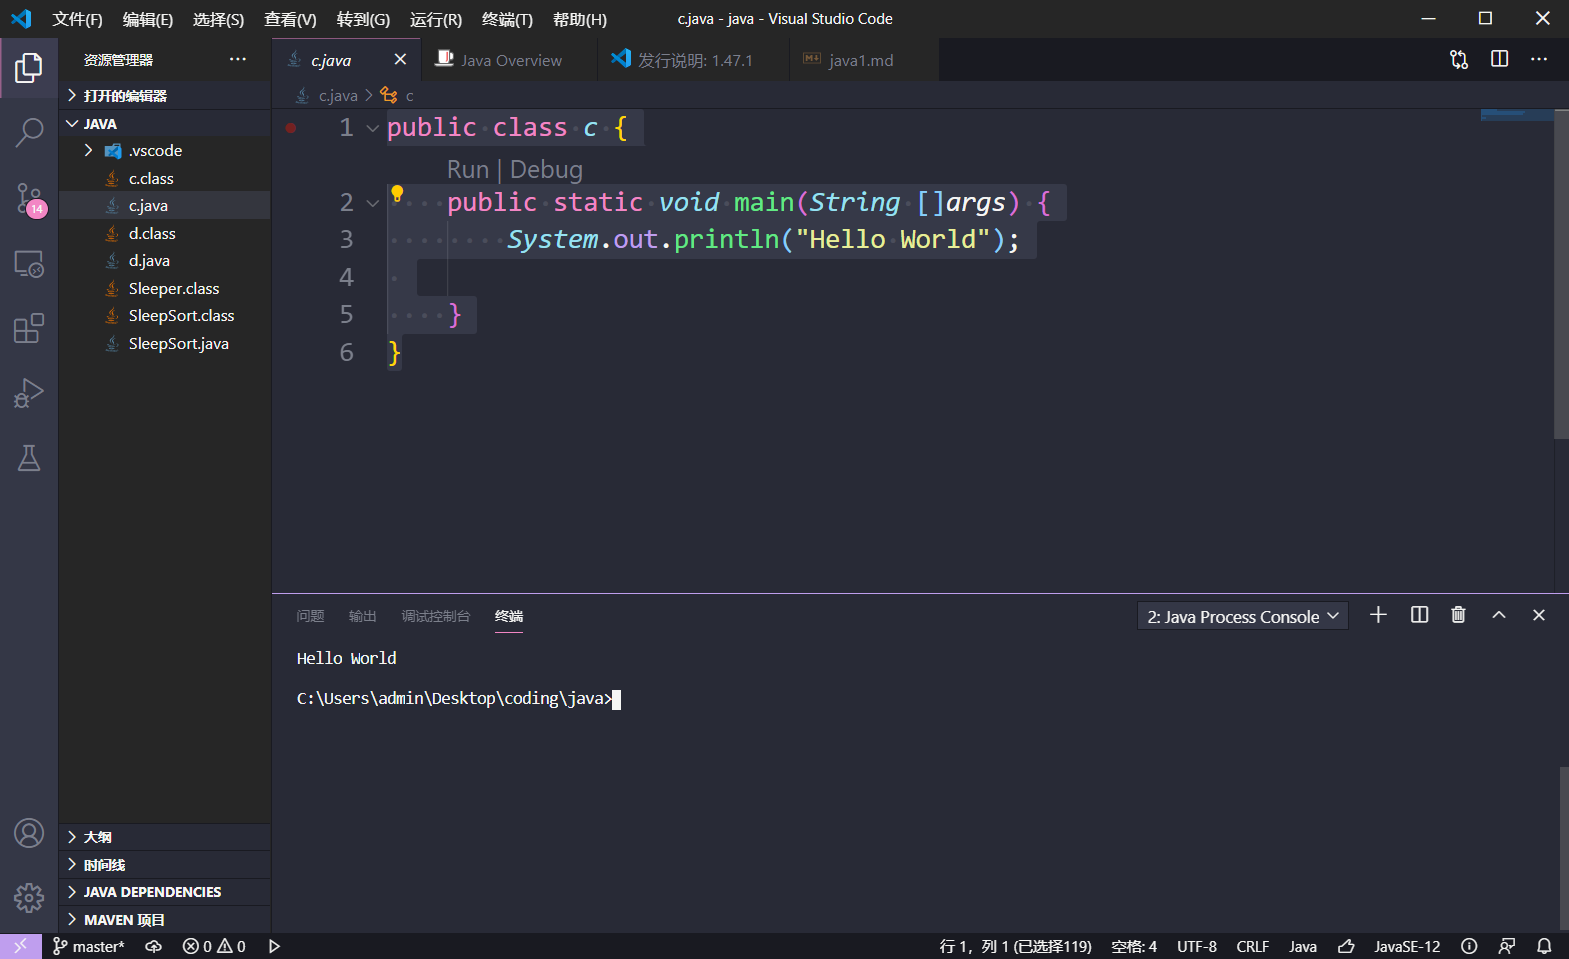 文件(F) 编辑(E) 选择(S) 查看(V) 转到(G) 运行(R) 终端(T) 帮助(H) c.java - java - Visual Studio Code
资源管理器 ···
打开的编辑器
JAVA
.vscode
c.class
c.java
d.class
d.java
Sleeper.class
SleepSort.class
SleepSort.java
大纲
时间线
JAVA DEPENDENCIES
MAVEN 项目
14
c.java Java Overview 发行说明: 1.47.1 java1.md
c.java > c
1 public class c {
Run | Debug
2 public static void main(String []args) {
3 System.out.println("Hello World");
4
5 }
6 }
问题 输出 调试控制台 终端 2: Java Process Console
Hello World
C:\Users\admin\Desktop\coding\java>
master* 0 0 行 1, 列 1 (已选择119) 空格: 4 UTF-8 CRLF Java JavaSE-12